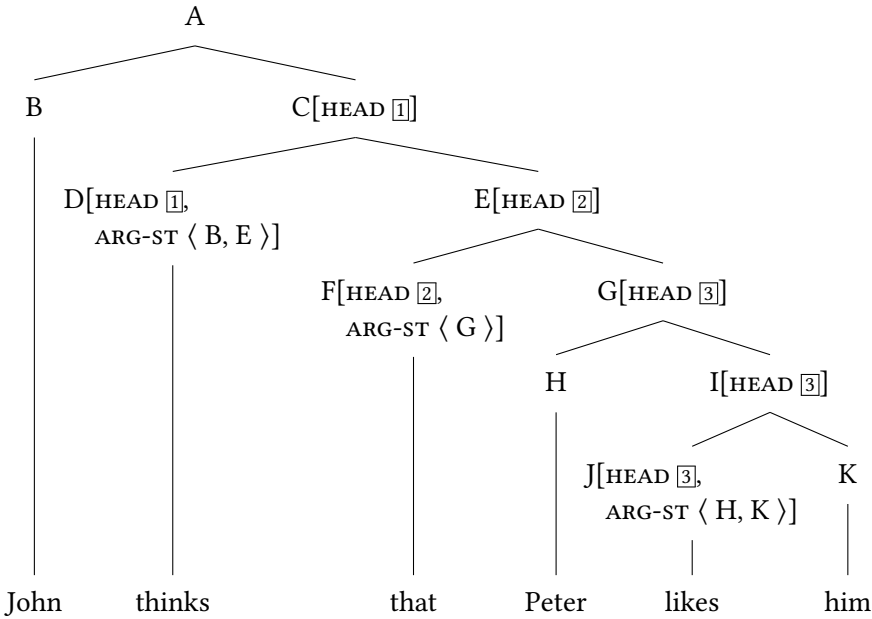 A
B C[HEAD 1]
D[HEAD 1, E[HEAD 2]
ARG-ST ⟨ B, E ⟩]
F[HEAD 2, G[HEAD 3]
ARG-ST ⟨ G ⟩]
H I[HEAD 3]
J[HEAD 3, K
ARG-ST ⟨ H, K ⟩]
John thinks that Peter likes him